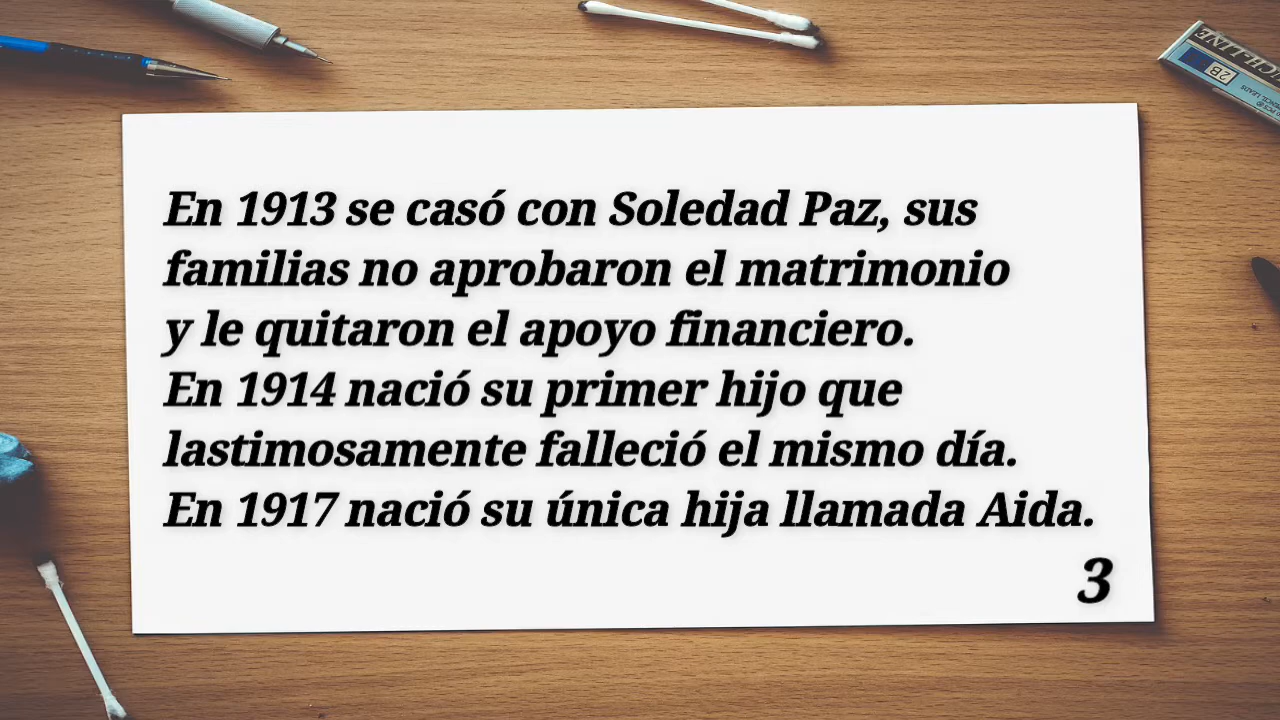 En 1913 se casó con Soledad Paz, sus
familias no aprobaron el matrimonio
y le quitaron el apoyo financiero.
En 1914 nació su primer hijo que
lastimosamente falleció el mismo día.
En 1917 nació su única hija llamada Aida.
3
2B